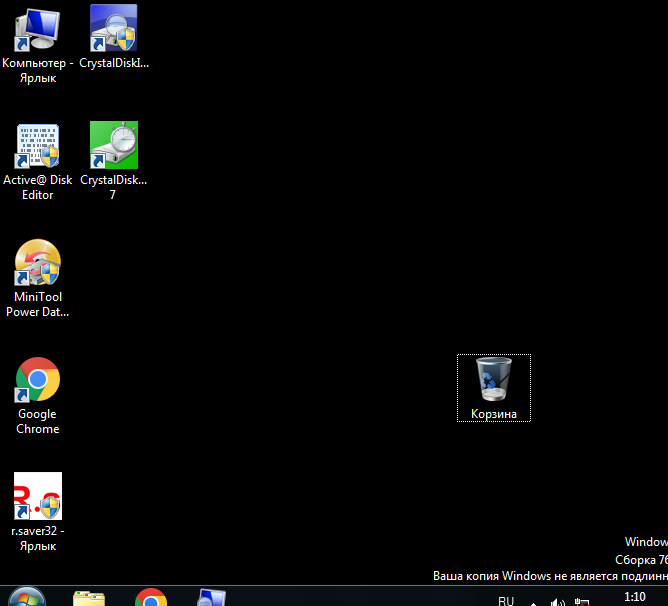 Компьютер -
Ярлык
CrystalDiskI...
Active@ Disk
Editor
CrystalDisk...
7
MiniTool
Power Dat...
Google
Chrome
Корзина
R.s
r.saver32 -
Ярлык
Window
Сборка 76
Ваша копия Windows не является подлинн
RU
1:10